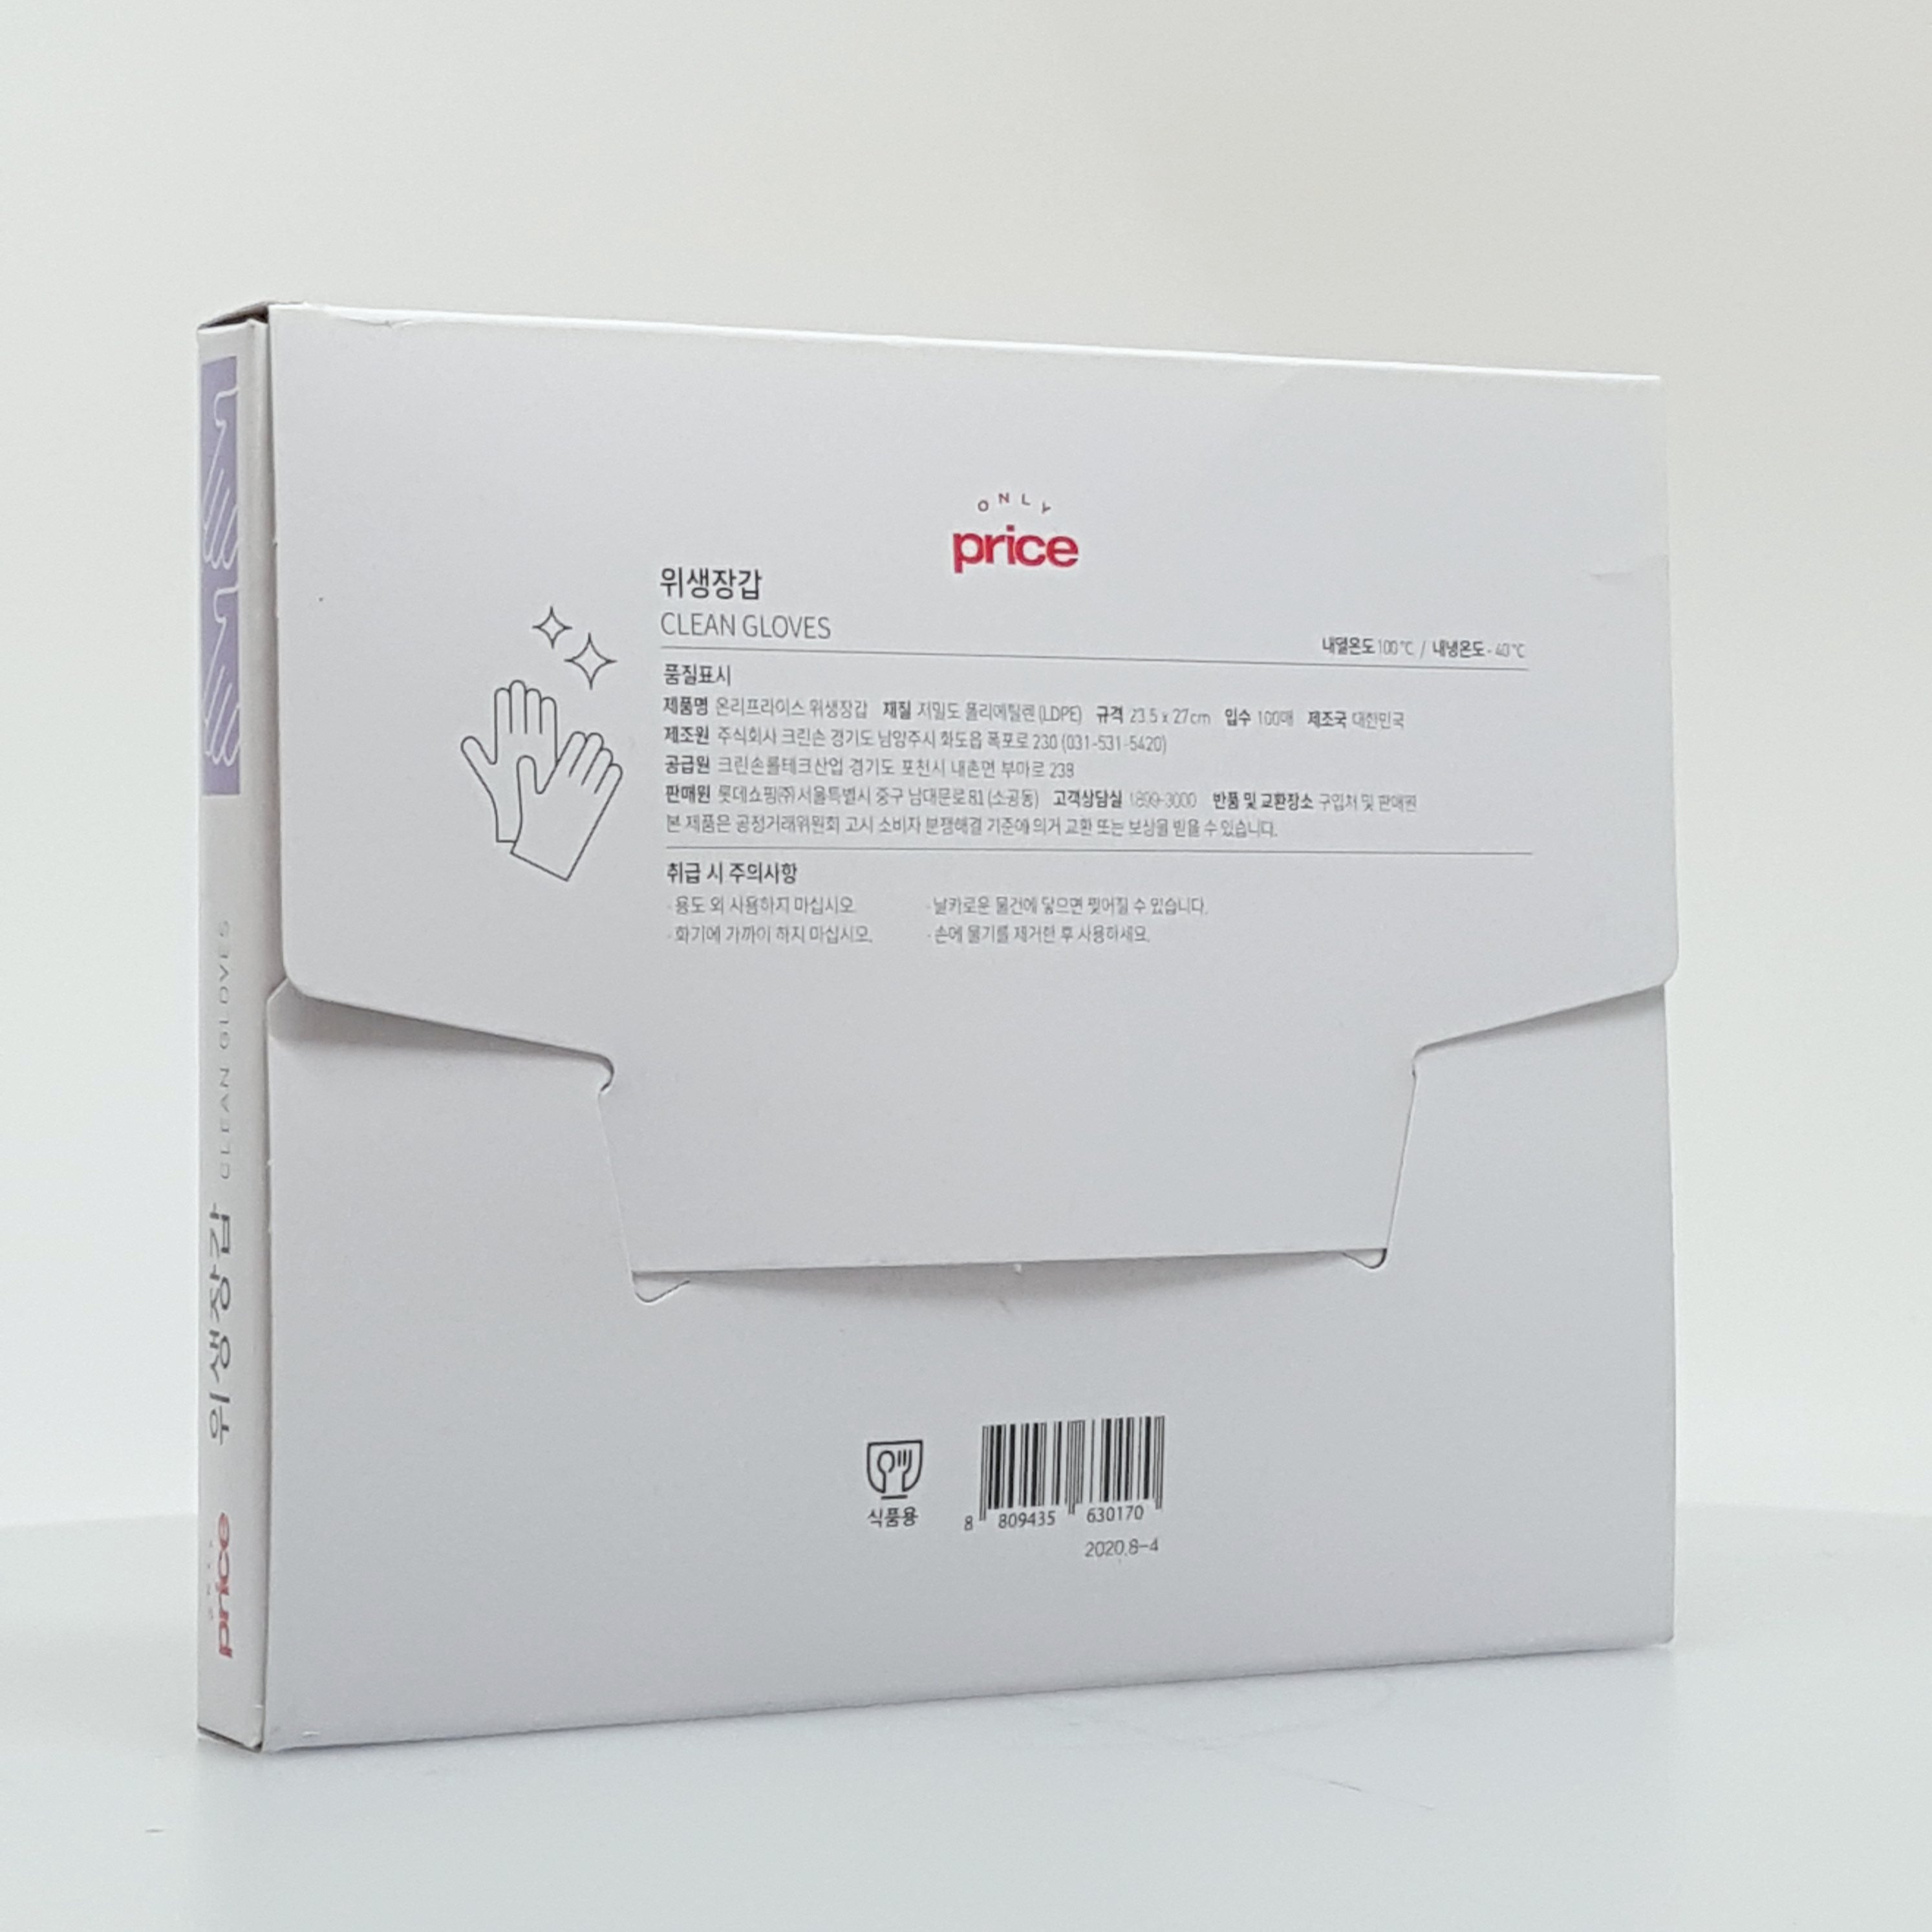 ONLY
price
위생장갑
CLEAN GLOVES
내열온도 100℃ / 내냉온도 - 40℃
품질표시
제품명 온리프라이스 위생장갑 재질 저밀도 폴리에틸렌 (LDPE) 규격 23.5 x 27cm 입수 100매 제조국 대한민국
제조원 주식회사 크린손 경기도 남양주시 화도읍 폭포로 230 (031-531-5420)
공급원 크린손롤테크산업 경기도 포천시 내촌면 부마로 238
판매원 롯데쇼핑㈜ 서울특별시 중구 남대문로 81 (소공동) 고객상담실 1899-3000 반품 및 교환장소 구입처 및 판매원
본 제품은 공정거래위원회 고시 소비자 분쟁해결 기준에 의거 교환 또는 보상을 받을 수 있습니다.
취급 시 주의사항
- 용도 외 사용하지 마십시오. - 날카로운 물건에 닿으면 찢어질 수 있습니다.
- 화기에 가까이 하지 마십시오. - 손에 물기를 제거한 후 사용하세요.
식품용
8 809435 630170
2020.8-4
price 위생장갑 CLEAN GLOVES